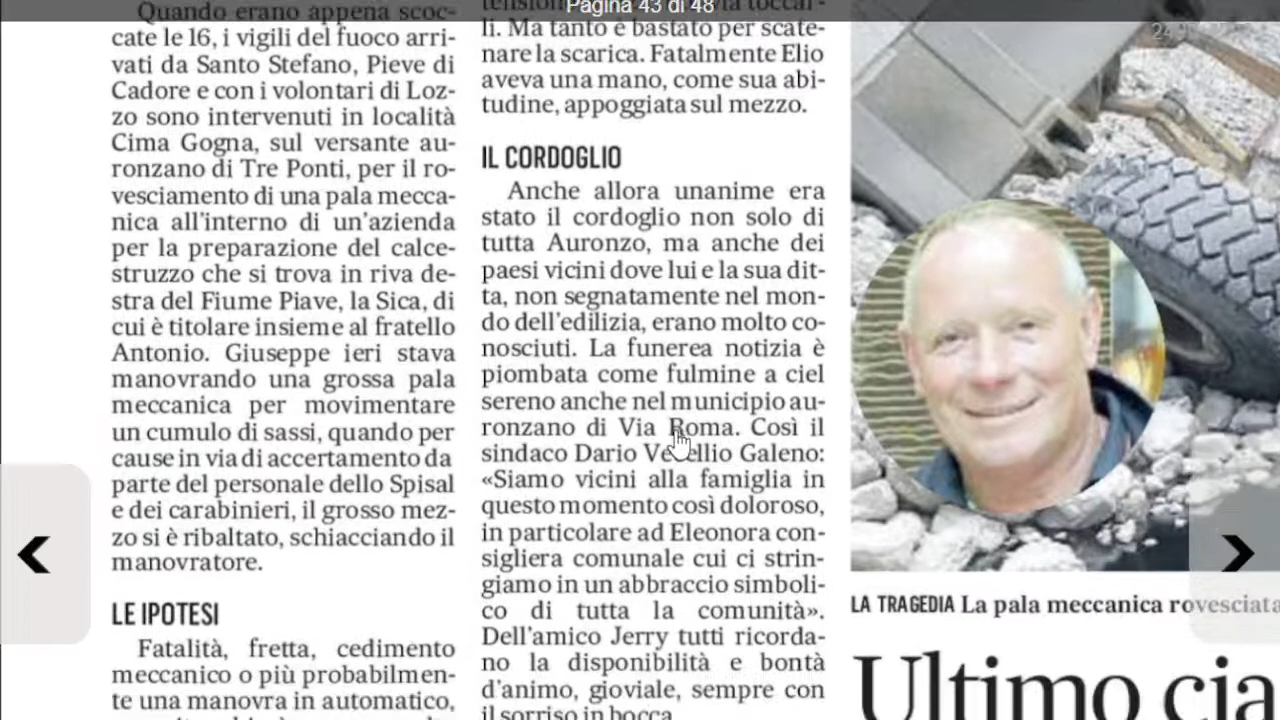 Pagina 43 di 48
Quando erano appena scoc-
cate le 16, i vigili del fuoco arri-
vati da Santo Stefano, Pieve di
Cadore e con i volontari di Loz-
zo sono intervenuti in località
Cima Gogna, sul versante au-
ronzano di Tre Ponti, per il ro-
vesciamento di una pala mecca-
nica all'interno di un'azienda
per la preparazione del calce-
struzzo che si trova in riva de-
stra del Fiume Piave, la Sica, di
cui è titolare insieme al fratello
Antonio. Giuseppe ieri stava
manovrando una grossa pala
meccanica per movimentare
un cumulo di sassi, quando per
cause in via di accertamento da
parte del personale dello Spisal
e dei carabinieri, il grosso mez-
zo si è ribaltato, schiacciando il
manovratore.
LE IPOTESI
Fatalità, fretta, cedimento
meccanico o più probabilmen-
te una manovra in automatico,
li. Ma tanto è bastato per scate-
nare la scarica. Fatalmente Elio
aveva una mano, come sua abi-
tudine, appoggiata sul mezzo.
IL CORDOGLIO
Anche allora unanime era
stato il cordoglio non solo di
tutta Auronzo, ma anche dei
paesi vicini dove lui e la sua dit-
ta, non segnatamente nel mon-
do dell'edilizia, erano molto co-
nosciuti. La funerea notizia è
piombata come fulmine a ciel
sereno anche nel municipio au-
ronzano di Via Roma. Così il
sindaco Dario Vecellio Galeno:
«Siamo vicini alla famiglia in
questo momento così doloroso,
in particolare ad Eleonora con-
sigliera comunale cui ci strin-
giamo in un abbraccio simboli-
co di tutta la comunità».
Dell'amico Jerry tutti ricorda-
no la disponibilità e bontà
d'animo, gioviale, sempre con
il sorriso in bocca
LA TRAGEDIA La pala meccanica rovesciata
Ultimo cia